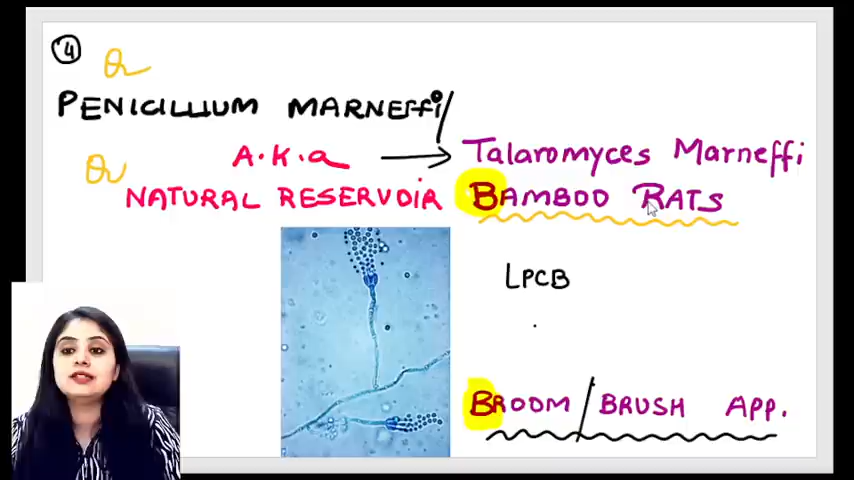 4
Q
PENICILLIUM MARNEFFi/
Q A.K.a → Talaromyces Marneffi
NATURAL RESERVOiR BAMBOO RATS
LPCB
BROOM / BRUSH APP.